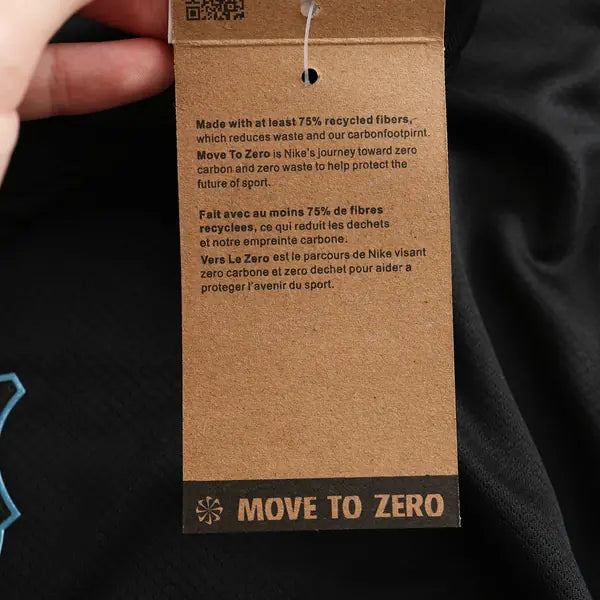 Made with at least 75% recycled fibers,
which reduces waste and our carbonfootpirnt.
Move To Zero is Nike's journey toward zero
carbon and zero waste to help protect the
future of sport.
Fait avec au moins 75% de fibres
recyclees, ce qui reduit les dechets
et notre empreinte carbone.
Vers Le Zero est le parcours de Nike visant
zero carbone et zero dechet pour aider a
proteger l'avenir du sport.
MOVE TO ZERO